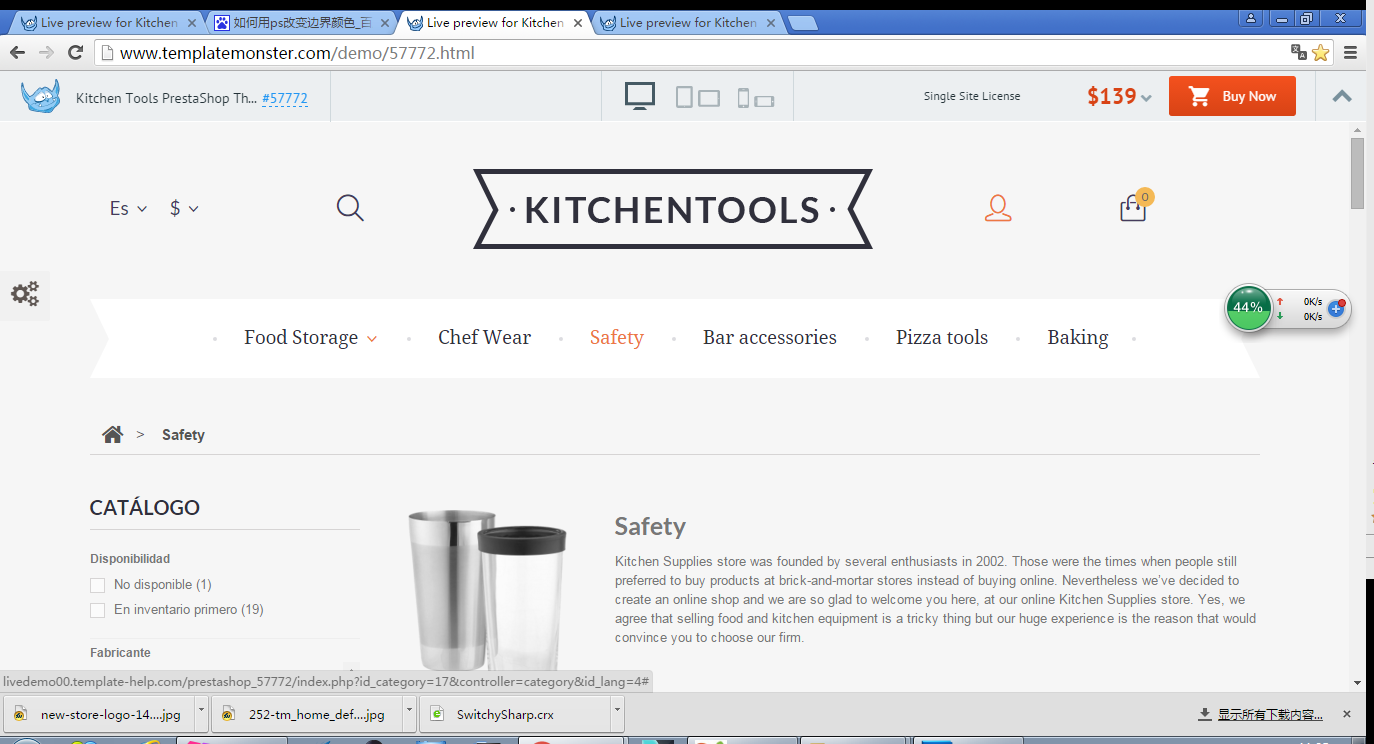 Live preview for Kitchen
如何用ps改变边界颜色_百
Live preview for Kitchen
Live preview for Kitchen
www.templatemonster.com/demo/57772.html
Kitchen Tools PrestaShop Th... #57772
Single Site License
$139
Buy Now
Es
$
· KITCHENTOOLS ·
0
44%
0K/s
0K/s
Food Storage
Chef Wear
Safety
Bar accessories
Pizza tools
Baking
> Safety
CATÁLOGO
Disponibilidad
No disponible (1)
En inventario primero (19)
Fabricante
Safety
Kitchen Supplies store was founded by several enthusiasts in 2002. Those were the times when people still
preferred to buy products at brick-and-mortar stores instead of buying online. Nevertheless we've decided to
create an online shop and we are so glad to welcome you here, at our online Kitchen Supplies store. Yes, we
agree that selling food and kitchen equipment is a tricky thing but our huge experience is the reason that would
convince you to choose our firm.
livedemo00.template-help.com/prestashop_57772/index.php?id_category=17&controller=category&id_lang=4#
new-store-logo-14....jpg
252-tm_home_def....jpg
SwitchySharp.crx
显示所有下载内容...